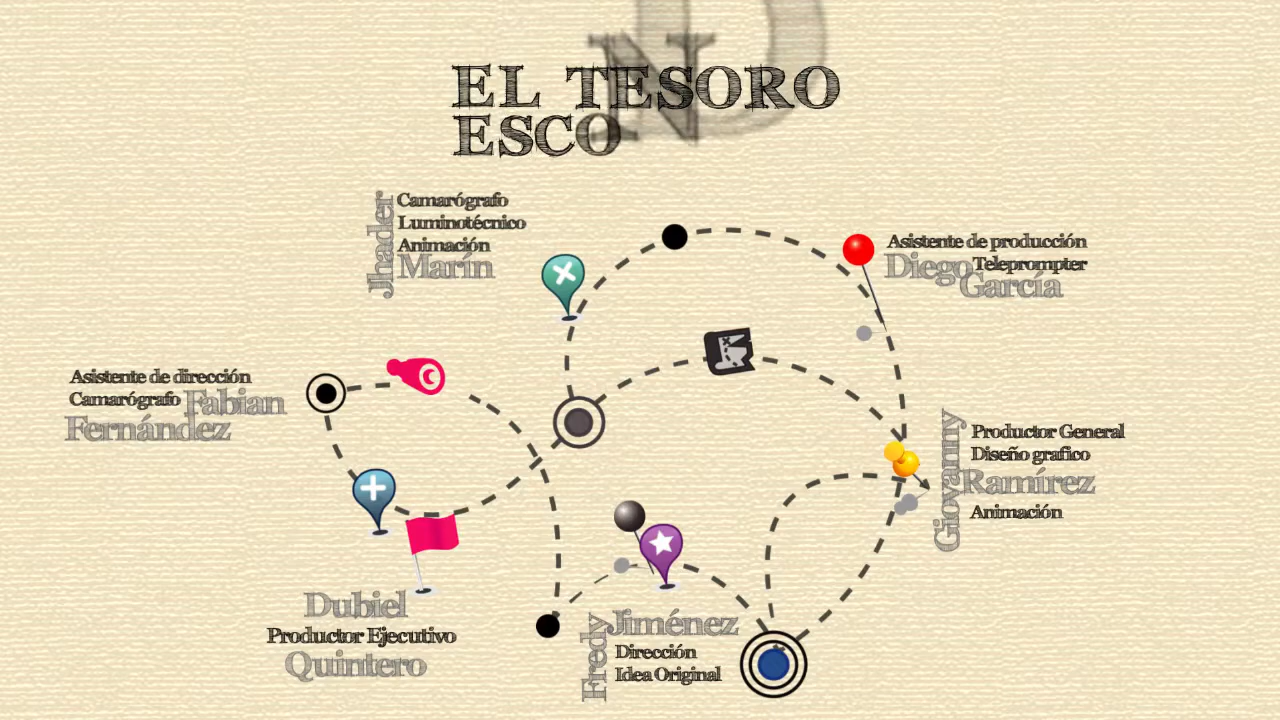 EL TESORO
ESCO
N
D
Jhader
Camarógrafo
Luminotécnico
Animación
Marín
Asistente de producción
Diego Teleprompter
García
Asistente de dirección
Camarógrafo Fabian
Fernández
Giovanny
Productor General
Diseño grafico
Ramírez
Animación
Dubiel
Productor Ejecutivo
Quintero
Fredy
Jiménez
Dirección
Idea Original